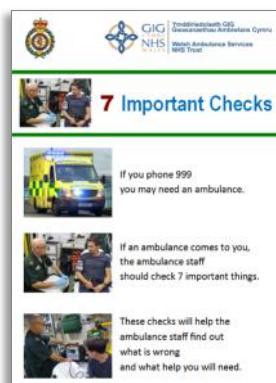 GIG
CYMRU
NHS
WALES
Ymddiriedolaeth GIG
Gwasanaethau Ambiwlans Cymru
Welsh Ambulance Services
NHS Trust
7 Important Checks
If you phone 999
you may need an ambulance.
If an ambulance comes to you,
the ambulance staff
should check 7 important things.
These checks will help the
ambulance staff find out
what is wrong
and what help you will need.